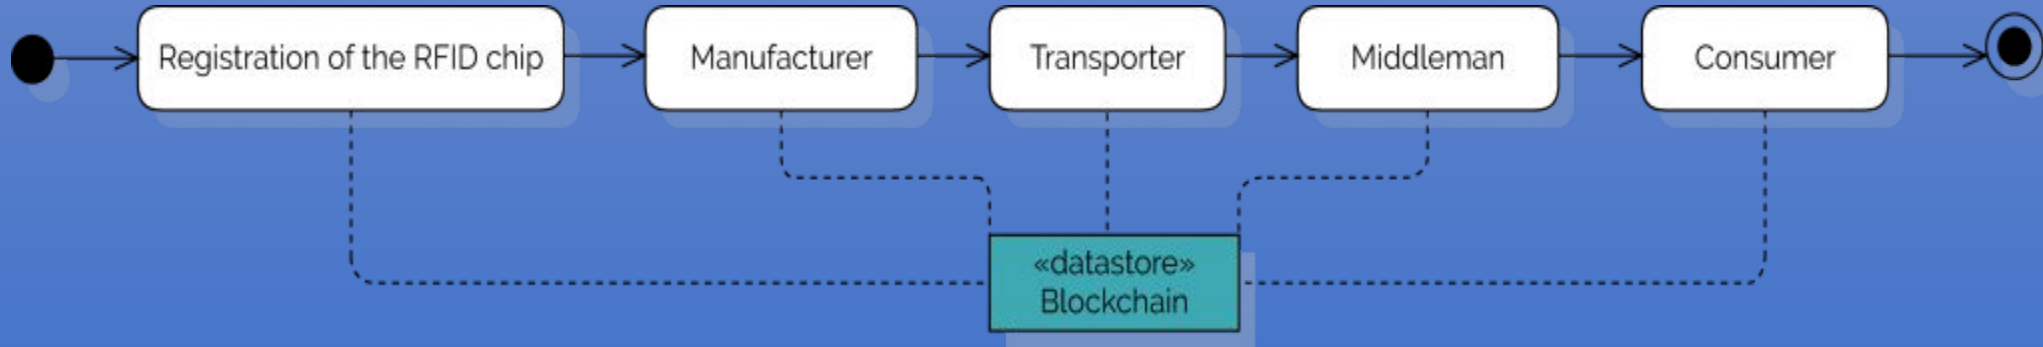 Registration of the RFID chip
Manufacturer
Transporter
Middleman
Consumer
«datastore»
Blockchain